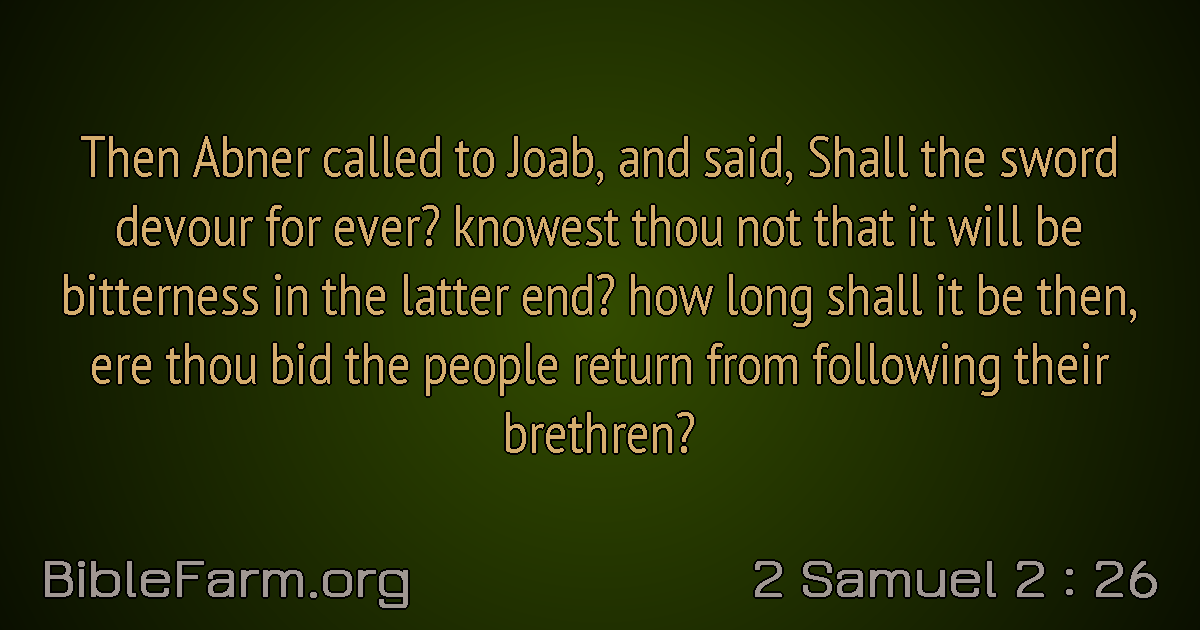 Then Abner called to Joab, and said, Shall the sword
devour for ever? knowest thou not that it will be
bitterness in the latter end? how long shall it be then,
ere thou bid the people return from following their
brethren?
BibleFarm.org
2 Samuel 2 : 26